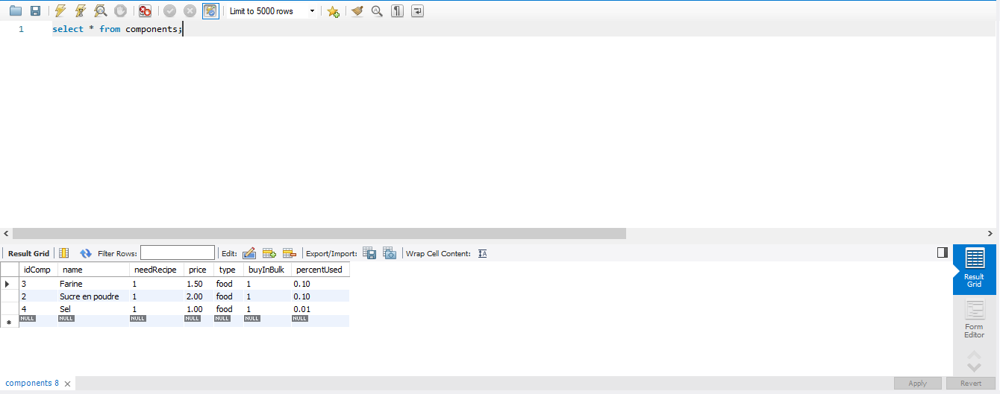 Limit to 5000 rows
1 select * from components;
Result Grid Filter Rows: Edit: Export/Import: Wrap Cell Content:
idComp name needRecipe price type buyInBulk percentUsed
3 Farine 1 1.50 food 1 0.10
2 Sucre en poudre 1 2.00 food 1 0.10
4 Sel 1 1.00 food 1 0.01
NULL NULL NULL NULL NULL NULL NULL
Result
Grid
Form
Editor
components 8
Apply Revert